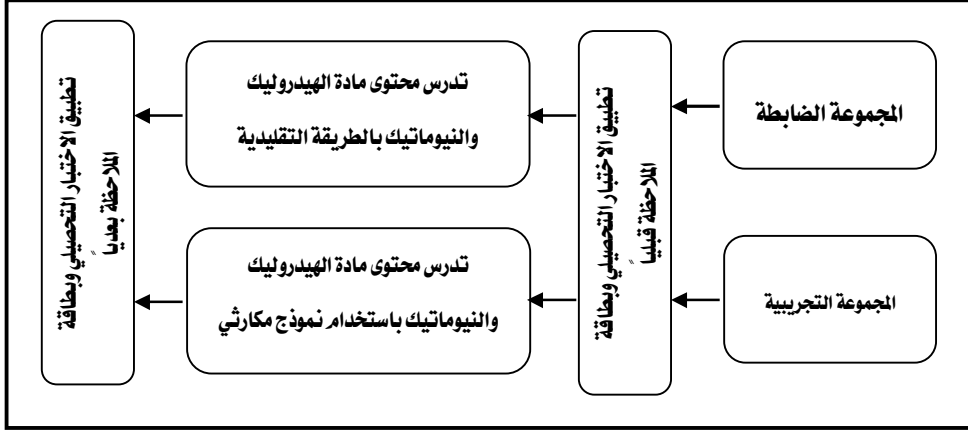 المجموعة الضابطة
المجموعة التجريبية
تطبيق الاختبار التحصيلي وبطاقة
الملاحظة قبلياً
تدرس محتوى مادة الهيدروليك
والنيوماتيك بالطريقة التقليدية
تدرس محتوى مادة الهيدروليك
والنيوماتيك باستخدام نموذج مكارثي
تطبيق الاختبار التحصيلي وبطاقة
الملاحظة بعدياً